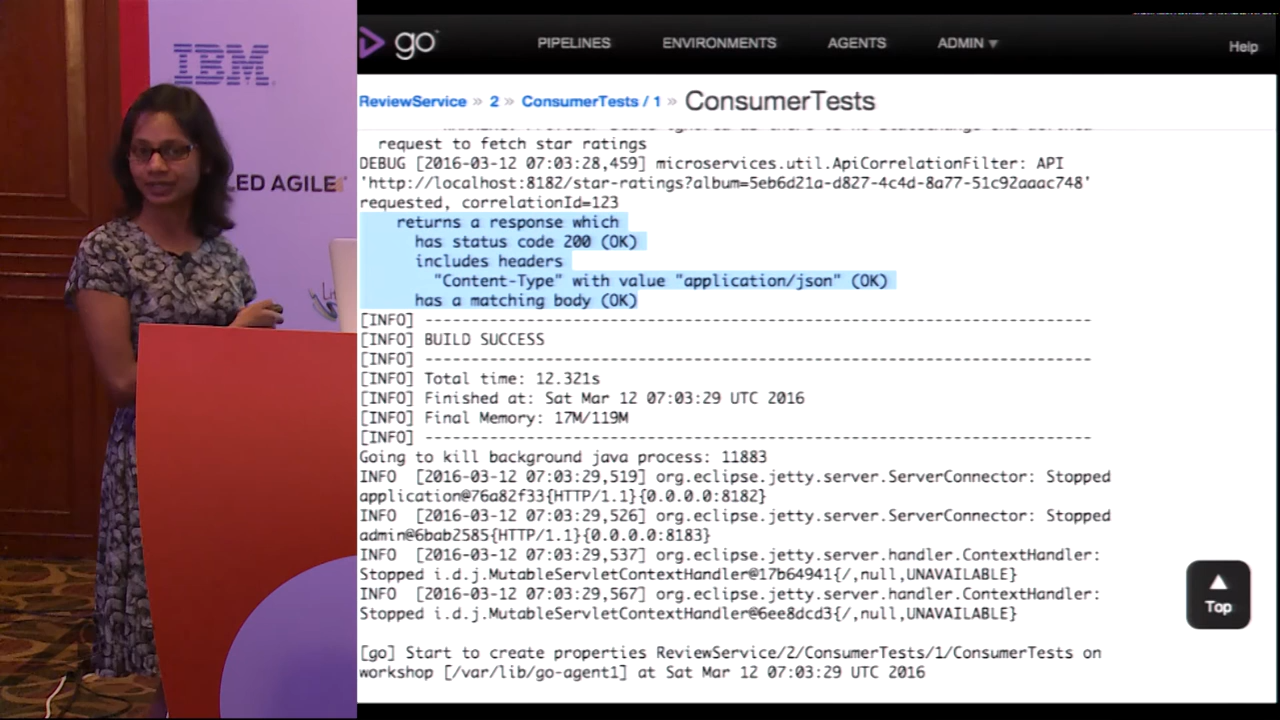 IBM
ED AGILE
go
PIPELINES ENVIRONMENTS AGENTS ADMIN ▼ Help
ReviewService » 2 » ConsumerTests / 1 » ConsumerTests
request to fetch star ratings
DEBUG [2016-03-12 07:03:28,459] microservices.util.ApiCorrelationFilter: API
'http://localhost:8182/star-ratings?album=5eb6d21a-d827-4c4d-8a77-51c92aaac748'
requested, correlationId=123
returns a response which
has status code 200 (OK)
includes headers
"Content-Type" with value "application/json" (OK)
has a matching body (OK)
[INFO] ------------------------------------------------------------------------
[INFO] BUILD SUCCESS
[INFO] ------------------------------------------------------------------------
[INFO] Total time: 12.321s
[INFO] Finished at: Sat Mar 12 07:03:29 UTC 2016
[INFO] Final Memory: 17M/119M
[INFO] ------------------------------------------------------------------------
Going to kill background java process: 11883
INFO [2016-03-12 07:03:29,519] org.eclipse.jetty.server.ServerConnector: Stopped
application@76a82f33{HTTP/1.1}{0.0.0.0:8182}
INFO [2016-03-12 07:03:29,526] org.eclipse.jetty.server.ServerConnector: Stopped
admin@6bab2585{HTTP/1.1}{0.0.0.0:8183}
INFO [2016-03-12 07:03:29,537] org.eclipse.jetty.server.handler.ContextHandler:
Stopped i.d.j.MutableServletContextHandler@17b64941{/,null,UNAVAILABLE}
INFO [2016-03-12 07:03:29,567] org.eclipse.jetty.server.handler.ContextHandler:
Stopped i.d.j.MutableServletContextHandler@6ee8dcd3{/,null,UNAVAILABLE}
Top
[go] Start to create properties ReviewService/2/ConsumerTests/1/ConsumerTests on
workshop [/var/lib/go-agent1] at Sat Mar 12 07:03:29 UTC 2016